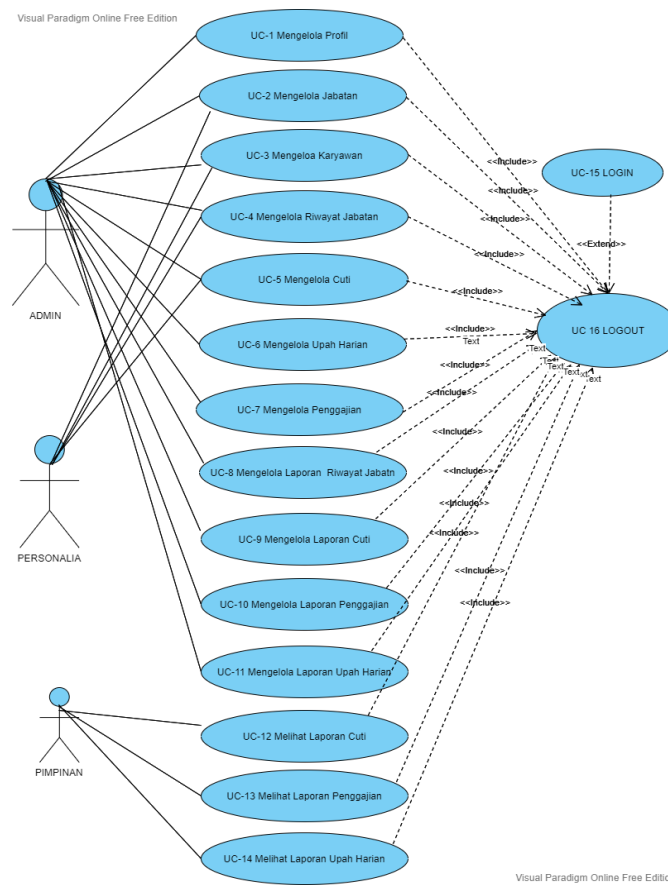 Visual Paradigm Online Free Edition
UC-1 Mengelola Profil
UC-2 Mengelola Jabatan
UC-3 Mengeloa Karyawan
<<Include>>
UC-15 LOGIN
<<Include>>
UC-4 Mengelola Riwayat Jabatan
<<Include>>
<<Include>>
<<Extend>>
UC-5 Mengelola Cuti
<<Include>>
ADMIN
UC-6 Mengelola Upah Harian
<<Include>>
Text
UC 16 LOGOUT
Text
Text
Text
Text
Text
UC-7 Mengelola Penggajian
<<Include>>
<<Include>>
<<Include>>
UC-8 Mengelola Laporan Riwayat Jabatn
<<Include>>
<<Include>>
PERSONALIA
UC-9 Mengelola Laporan Cuti
<<Include>>
<<Include>>
UC-10 Mengelola Laporan Penggajian
<<Include>>
UC-11 Mengelola Laporan Upah Harian
UC-12 Melihat Laporan Cuti
PIMPINAN
UC-13 Melihat Laporan Penggajian
UC-14 Melihat Laporan Upah Harian
Visual Paradigm Online Free Editio